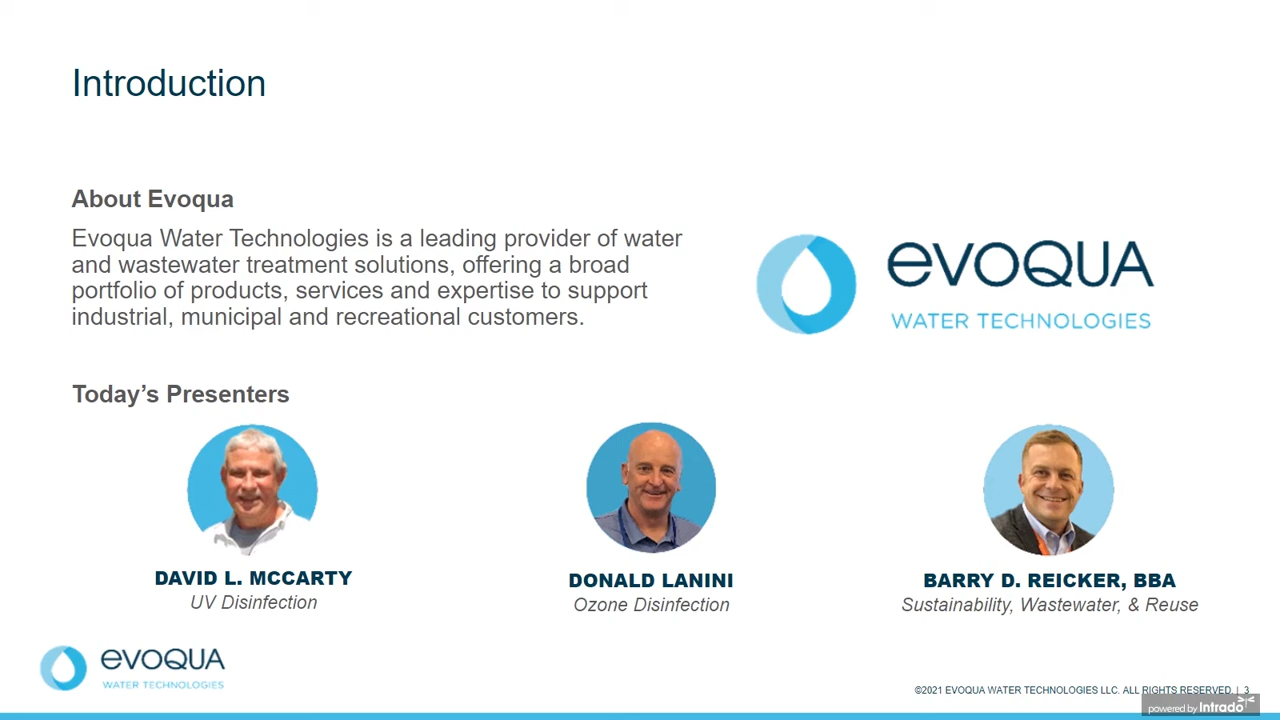 Introduction
About Evoqua
Evoqua Water Technologies is a leading provider of water
and wastewater treatment solutions, offering a broad
portfolio of products, services and expertise to support
industrial, municipal and recreational customers.
evoQUA
WATER TECHNOLOGIES
Today’s Presenters
DAVID L. MCCARTY
UV Disinfection
DONALD LANINI
Ozone Disinfection
BARRY D. REICKER, BBA
Sustainability, Wastewater, & Reuse
evoQUA
WATER TECHNOLOGIES
©2021 EVOQUA WATER TECHNOLOGIES LLC. ALL RIGHTS RESERVED. | 3
powered by Intrado